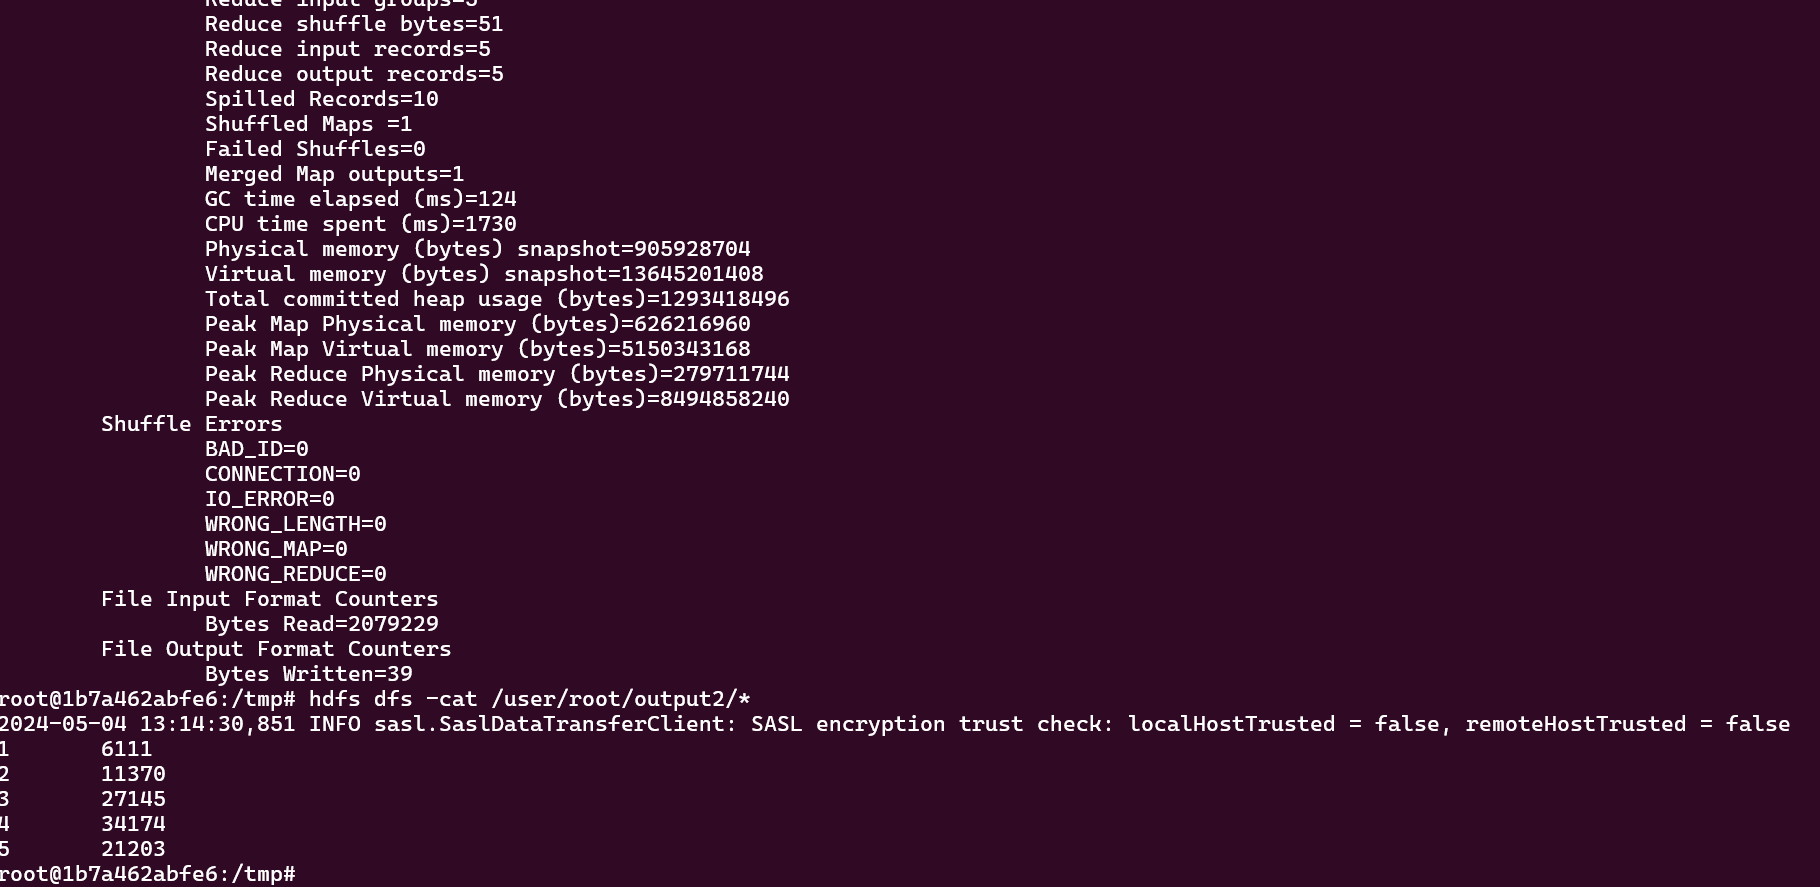 Reduce input groups=5
Reduce shuffle bytes=51
Reduce input records=5
Reduce output records=5
Spilled Records=10
Shuffled Maps =1
Failed Shuffles=0
Merged Map outputs=1
GC time elapsed (ms)=124
CPU time spent (ms)=1730
Physical memory (bytes) snapshot=905928704
Virtual memory (bytes) snapshot=13645201408
Total committed heap usage (bytes)=1293418496
Peak Map Physical memory (bytes)=626216960
Peak Map Virtual memory (bytes)=5150343168
Peak Reduce Physical memory (bytes)=279711744
Peak Reduce Virtual memory (bytes)=8494858240
Shuffle Errors
BAD_ID=0
CONNECTION=0
IO_ERROR=0
WRONG_LENGTH=0
WRONG_MAP=0
WRONG_REDUCE=0
File Input Format Counters
Bytes Read=2079229
File Output Format Counters
Bytes Written=39
root@1b7a462abfe6:/tmp# hdfs dfs -cat /user/root/output2/*
2024-05-04 13:14:30,851 INFO sasl.SaslDataTransferClient: SASL encryption trust check: localHostTrusted = false, remoteHostTrusted = false
1 6111
2 11370
3 27145
4 34174
5 21203
root@1b7a462abfe6:/tmp#